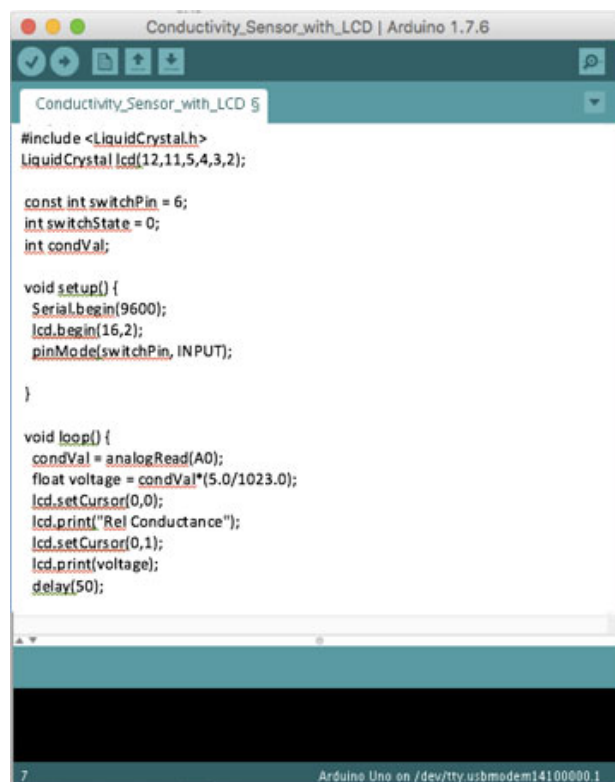 Conductivity_Sensor_with_LCD | Arduino 1.7.6
Conductivity_Sensor_with_LCD §
#include <LiquidCrystal.h>
LiquidCrystal lcd(12,11,5,4,3,2);
const int switchPin = 6;
int switchState = 0;
int condVal;
void setup() {
Serial.begin(9600);
lcd.begin(16,2);
pinMode(switchPin, INPUT);
}
void loop() {
condVal = analogRead(A0);
float voltage = condVal*(5.0/1023.0);
lcd.setCursor(0,0);
lcd.print("Rel Conductance");
lcd.setCursor(0,1);
lcd.print(voltage);
delay(50);
7
Arduino Uno on /dev/tty.usbmodem14100000.1